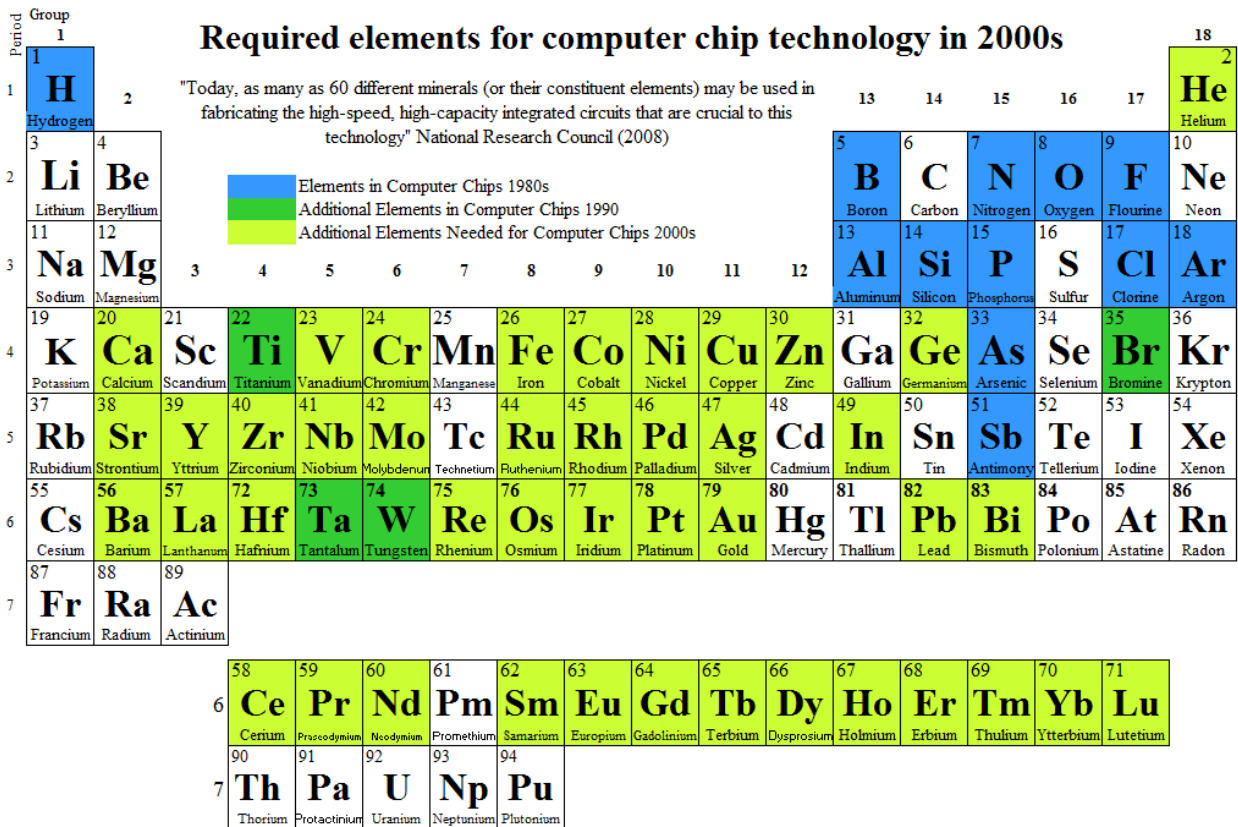 Group
Period
1
18
Required elements for computer chip technology in 2000s
"Today, as many as 60 different minerals (or their constituent elements) may be used in
fabricating the high-speed, high-capacity integrated circuits that are crucial to this
technology" National Research Council (2008)
Elements in Computer Chips 1980s
Additional Elements in Computer Chips 1990
Additional Elements Needed for Computer Chips 2000s
2 13 14 15 16 17
3 4 5 6 7 8 9 10 11 12
1
1 2
H He
Hydrogen Helium
2
3 4 5 6 7 8 9 10
Li Be B C N O F Ne
Lithium Beryllium Boron Carbon Nitrogen Oxygen Flourine Neon
3
11 12 13 14 15 16 17 18
Na Mg Al Si P S Cl Ar
Sodium Magnesium Aluminum Silicon Phosphorus Sulfur Clorine Argon
4
19 20 21 22 23 24 25 26 27 28 29 30 31 32 33 34 35 36
K Ca Sc Ti V Cr Mn Fe Co Ni Cu Zn Ga Ge As Se Br Kr
Potassium Calcium Scandium Titanium Vanadium Chromium Manganese Iron Cobalt Nickel Copper Zinc Gallium Germanium Arsenic Selenium Bromine Krypton
5
37 38 39 40 41 42 43 44 45 46 47 48 49 50 51 52 53 54
Rb Sr Y Zr Nb Mo Tc Ru Rh Pd Ag Cd In Sn Sb Te I Xe
Rubidium Strontium Yttrium Zirconium Niobium Molybdenum Technetium Ruthenium Rhodium Palladium Silver Cadmium Indium Tin Antimony Tellerium Iodine Xenon
6
55 56 57 72 73 74 75 76 77 78 79 80 81 82 83 84 85 86
Cs Ba La Hf Ta W Re Os Ir Pt Au Hg Tl Pb Bi Po At Rn
Cesium Barium Lanthanum Hafnium Tantalum Tungsten Rhenium Osmium Iridium Platinum Gold Mercury Thallium Lead Bismuth Polonium Astatine Radon
7
87 88 89
Fr Ra Ac
Francium Radium Actinium
6
58 59 60 61 62 63 64 65 66 67 68 69 70 71
Ce Pr Nd Pm Sm Eu Gd Tb Dy Ho Er Tm Yb Lu
Cerium Praseodymium Neodymium Promethium Samarium Europium Gadolinium Terbium Dysprosium Holmium Erbium Thulium Ytterbium Lutetium
7
90 91 92 93 94
Th Pa U Np Pu
Thorium Protactinium Uranium Neptunium Plutonium